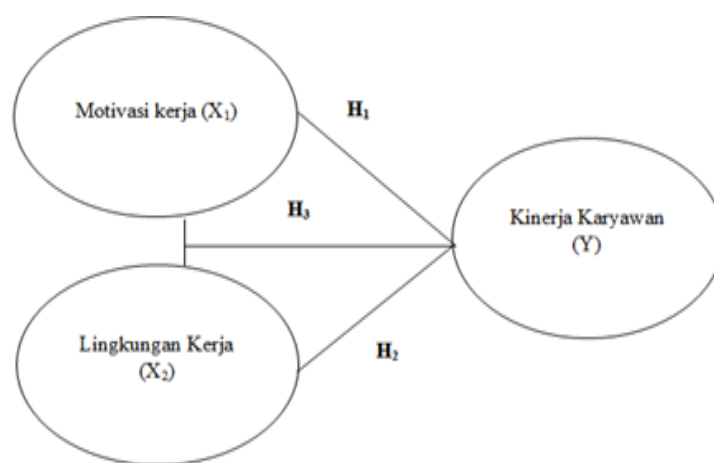 Motivasi kerja (X₁)
H₁
H₃
Kinerja Karyawan
(Y)
Lingkungan Kerja
(X₂)
H₂